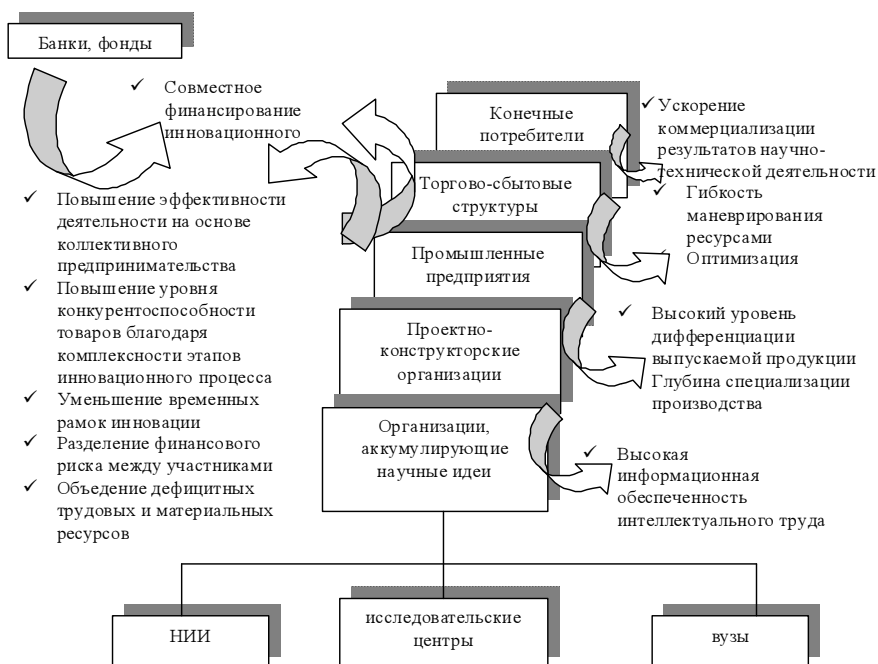 Банки, фонды
Совместное
финансирование
инновационного
Повышение эффективности
деятельности на основе
коллективного
предпринимательства
Повышение уровня
конкурентоспособности
товаров благодаря
комплексности этапов
инновационного процесса
Уменьшение временных
рамок инновации
Разделение финансового
риска между участниками
Объедение дефицитных
трудовых и материальных
ресурсов
Конечные
потребители
Торгово-сбытовые
структуры
Промышленные
предприятия
Проектно-
конструкторские
организации
Организации,
аккумулирующие
научные идеи
Ускорение
коммерциализации
результатов научно-
технической деятельности
Гибкость
маневрирования
ресурсами
Оптимизация
Высокий уровень
дифференциации
выпускаемой продукции
Глубина специализации
производства
Высокая
информационная
обеспеченность
интеллектуального труда
НИИ
исследовательские
центры
вузы